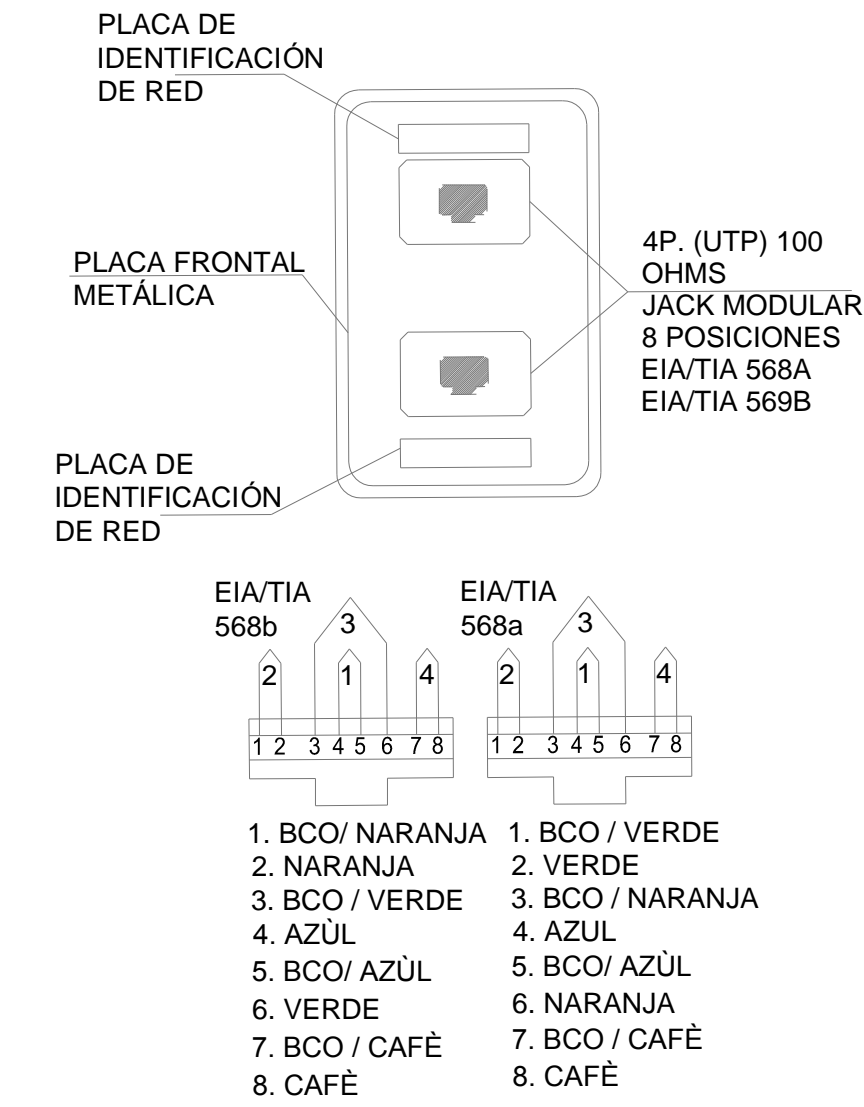 PLACA DE
IDENTIFICACIÓN
DE RED
PLACA FRONTAL
METÁLICA
4P. (UTP) 100
OHMS
JACK MODULAR
8 POSICIONES
EIA/TIA 568A
EIA/TIA 569B
PLACA DE
IDENTIFICACIÓN
DE RED
EIA/TIA
568b
3
2
1
4
1 2 3 4 5 6 7 8
1. BCO/ NARANJA
2. NARANJA
3. BCO / VERDE
4. AZÙL
5. BCO/ AZÙL
6. VERDE
7. BCO / CAFÈ
8. CAFÈ
EIA/TIA
568a
3
2
1
4
1 2 3 4 5 6 7 8
1. BCO / VERDE
2. VERDE
3. BCO / NARANJA
4. AZUL
5. BCO/ AZÙL
6. NARANJA
7. BCO / CAFÈ
8. CAFÈ